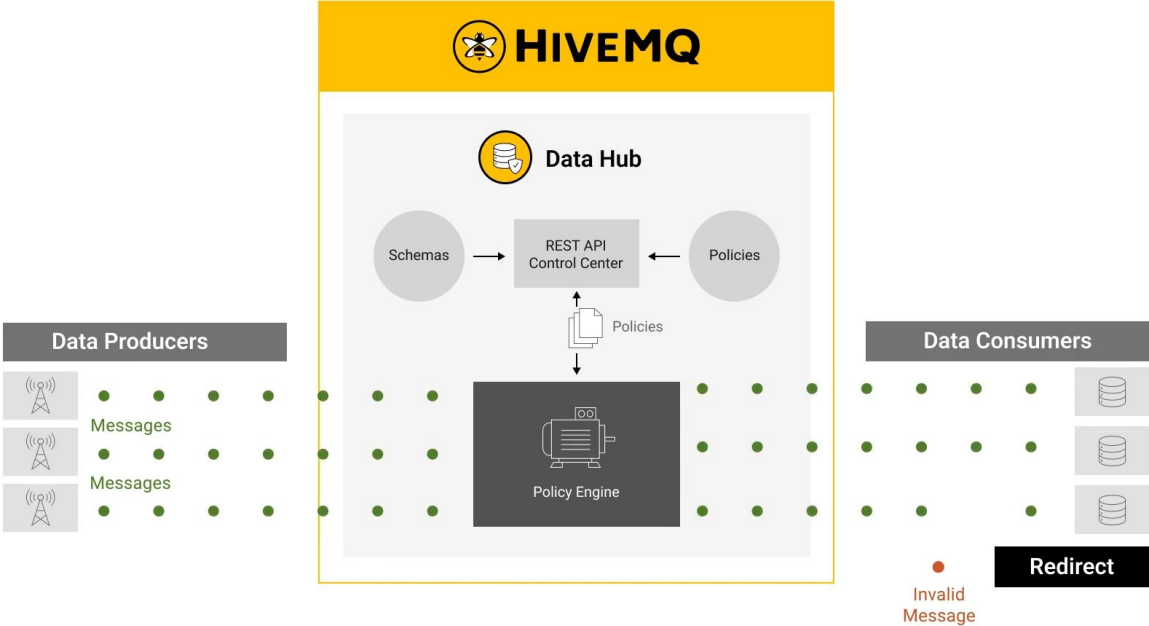 HIVEMQ
Data Hub
Schemas
REST API
Control Center
Policies
Policies
Data Producers
Data Consumers
Messages
Messages
Policy Engine
Redirect
Invalid
Message